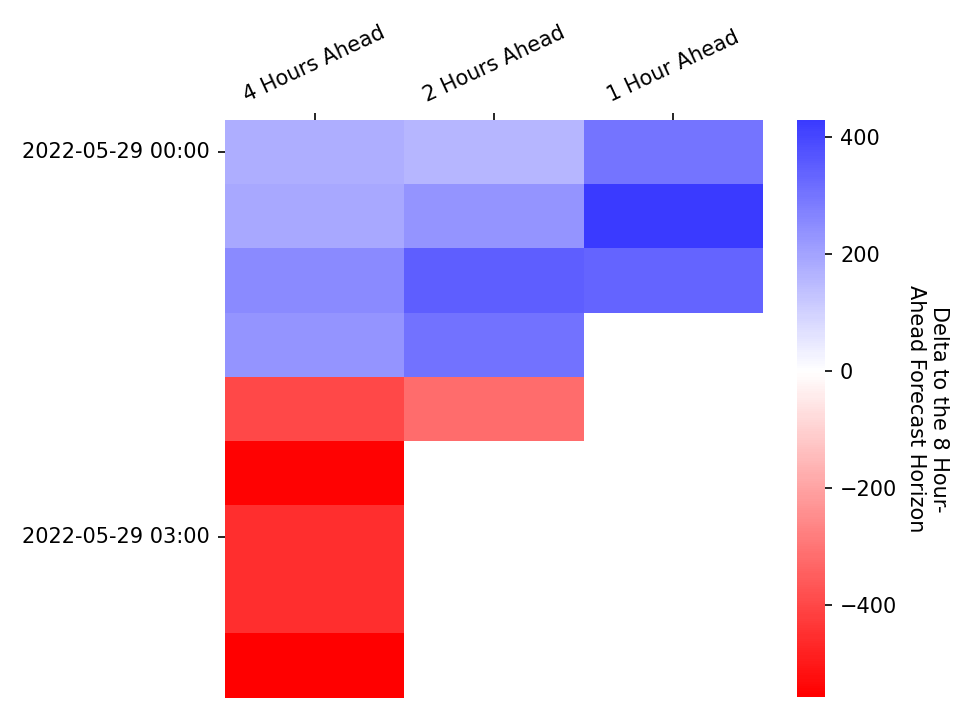 4 Hours Ahead
2 Hours Ahead
1 Hour Ahead
2022-05-29 00:00
2022-05-29 03:00
400
200
0
−200
−400
Delta to the 8 Hour-
Ahead Forecast Horizon